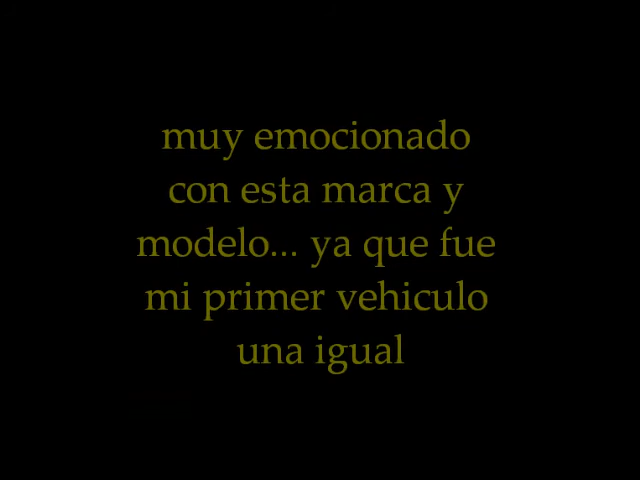 muy emocionado
con esta marca y
modelo... ya que fue
mi primer vehiculo
una igual